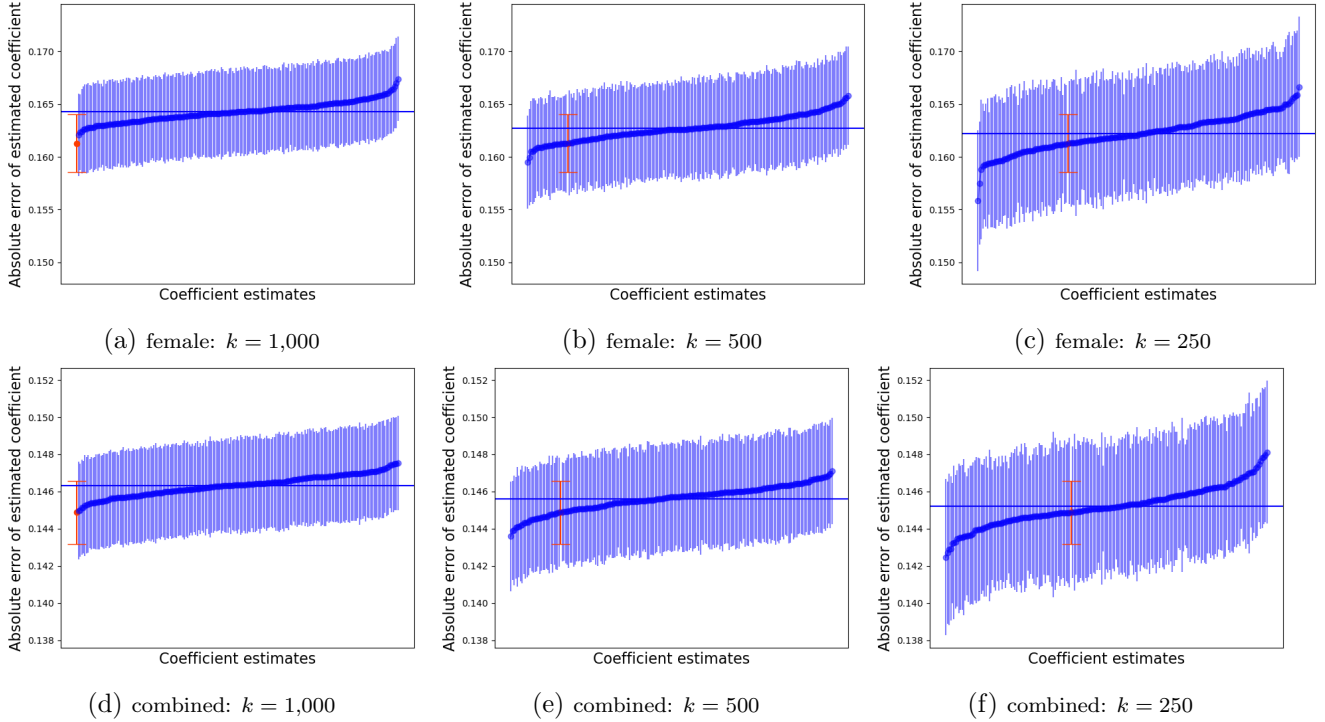 Absolute error of estimated coefficient
0.170
0.165
0.160
0.155
0.150
Coefficient estimates
(a) female: k = 1,000
Absolute error of estimated coefficient
0.170
0.165
0.160
0.155
0.150
Coefficient estimates
(b) female: k = 500
Absolute error of estimated coefficient
0.170
0.165
0.160
0.155
0.150
Coefficient estimates
(c) female: k = 250
Absolute error of estimated coefficient
0.152
0.150
0.148
0.146
0.144
0.142
0.140
0.138
Coefficient estimates
(d) combined: k = 1,000
Absolute error of estimated coefficient
0.152
0.150
0.148
0.146
0.144
0.142
0.140
0.138
Coefficient estimates
(e) combined: k = 500
Absolute error of estimated coefficient
0.152
0.150
0.148
0.146
0.144
0.142
0.140
0.138
Coefficient estimates
(f) combined: k = 250